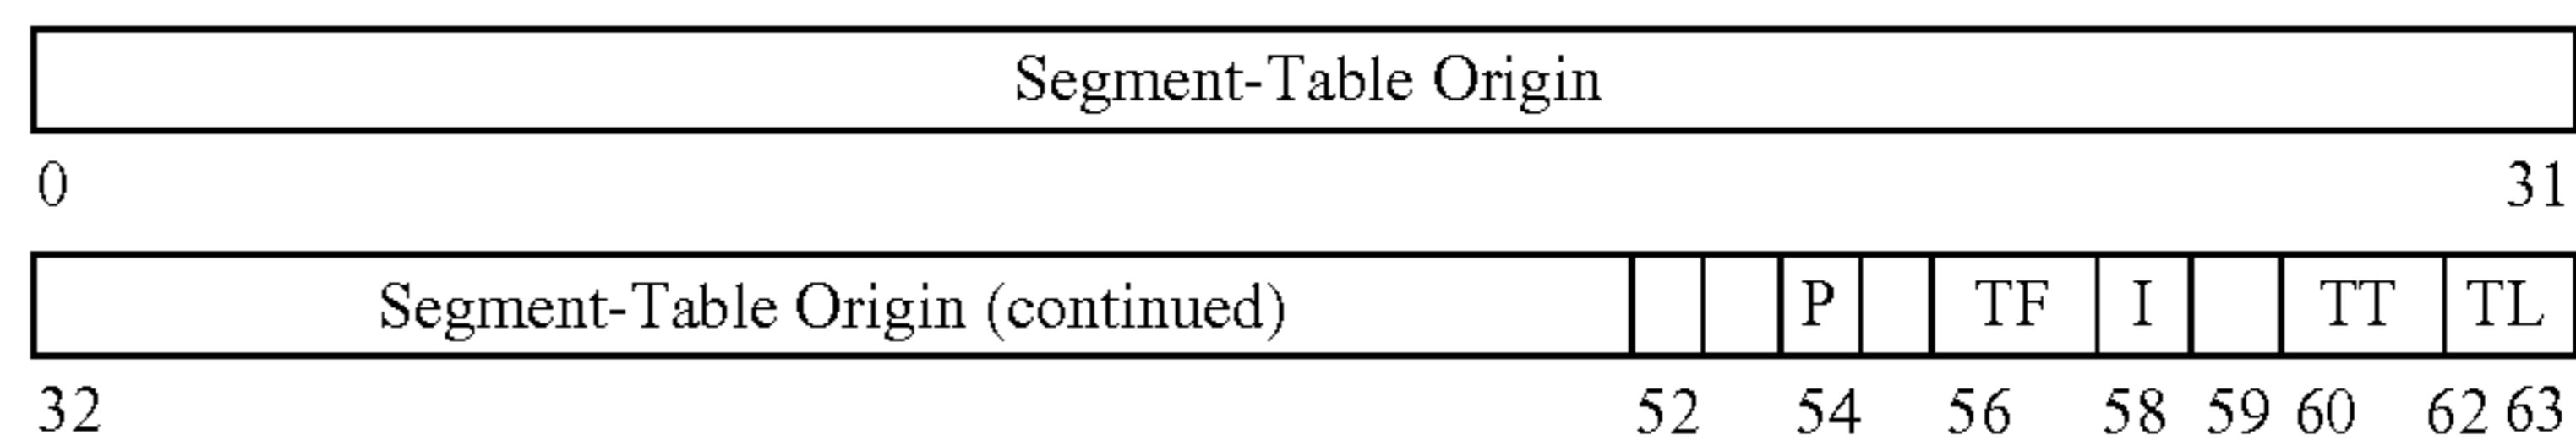 Segment-Table Origin
0 31
Segment-Table Origin (continued) P TF I TT TL
32 52 54 56 58 59 60 62 63